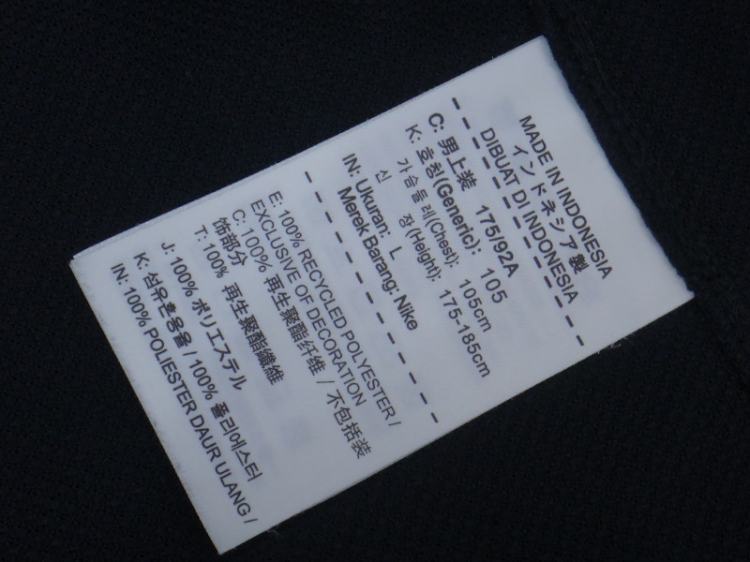 MADE IN INDONESIA
インドネシア製
DIBUAT DI INDONESIA
C: 男上装 175/92A
K: 호칭(Generic): 105
가슴둘레(Chest): 105cm
신 장(Height): 175-185cm
IN: Ukuran: L
Merek Barang: Nike
E: 100% RECYCLED POLYESTER /
EXCLUSIVE OF DECORATION
C: 100% 再生聚酯纤维 / 不包括装
饰部分
T: 100% 再生聚酯纖維
J: 100% ポリエステル
K: 섬유혼용율 / 100% 폴리에스터
IN: 100% POLIESTER DAUR ULANG /